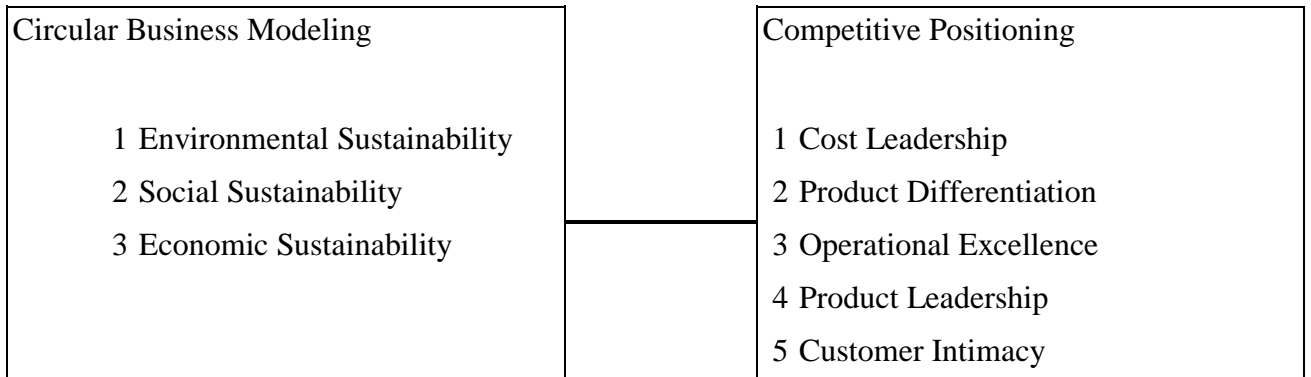 Circular Business Modeling
1 Environmental Sustainability
2 Social Sustainability
3 Economic Sustainability
Competitive Positioning
1 Cost Leadership
2 Product Differentiation
3 Operational Excellence
4 Product Leadership
5 Customer Intimacy